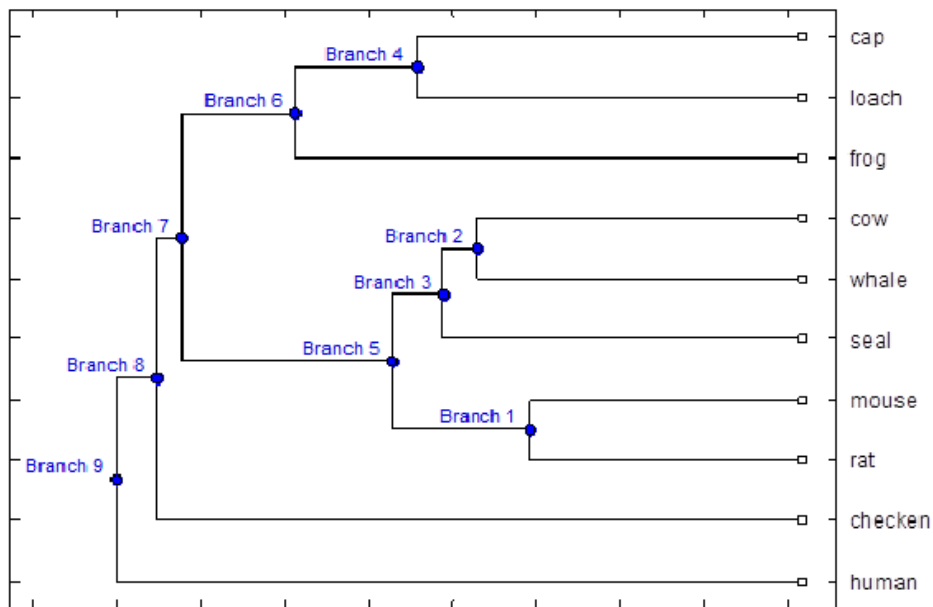 Branch 4
cap
Branch 6
loach
frog
Branch 7
Branch 2
cow
Branch 3
whale
Branch 5
seal
Branch 8
Branch 1
mouse
Branch 9
rat
checken
human